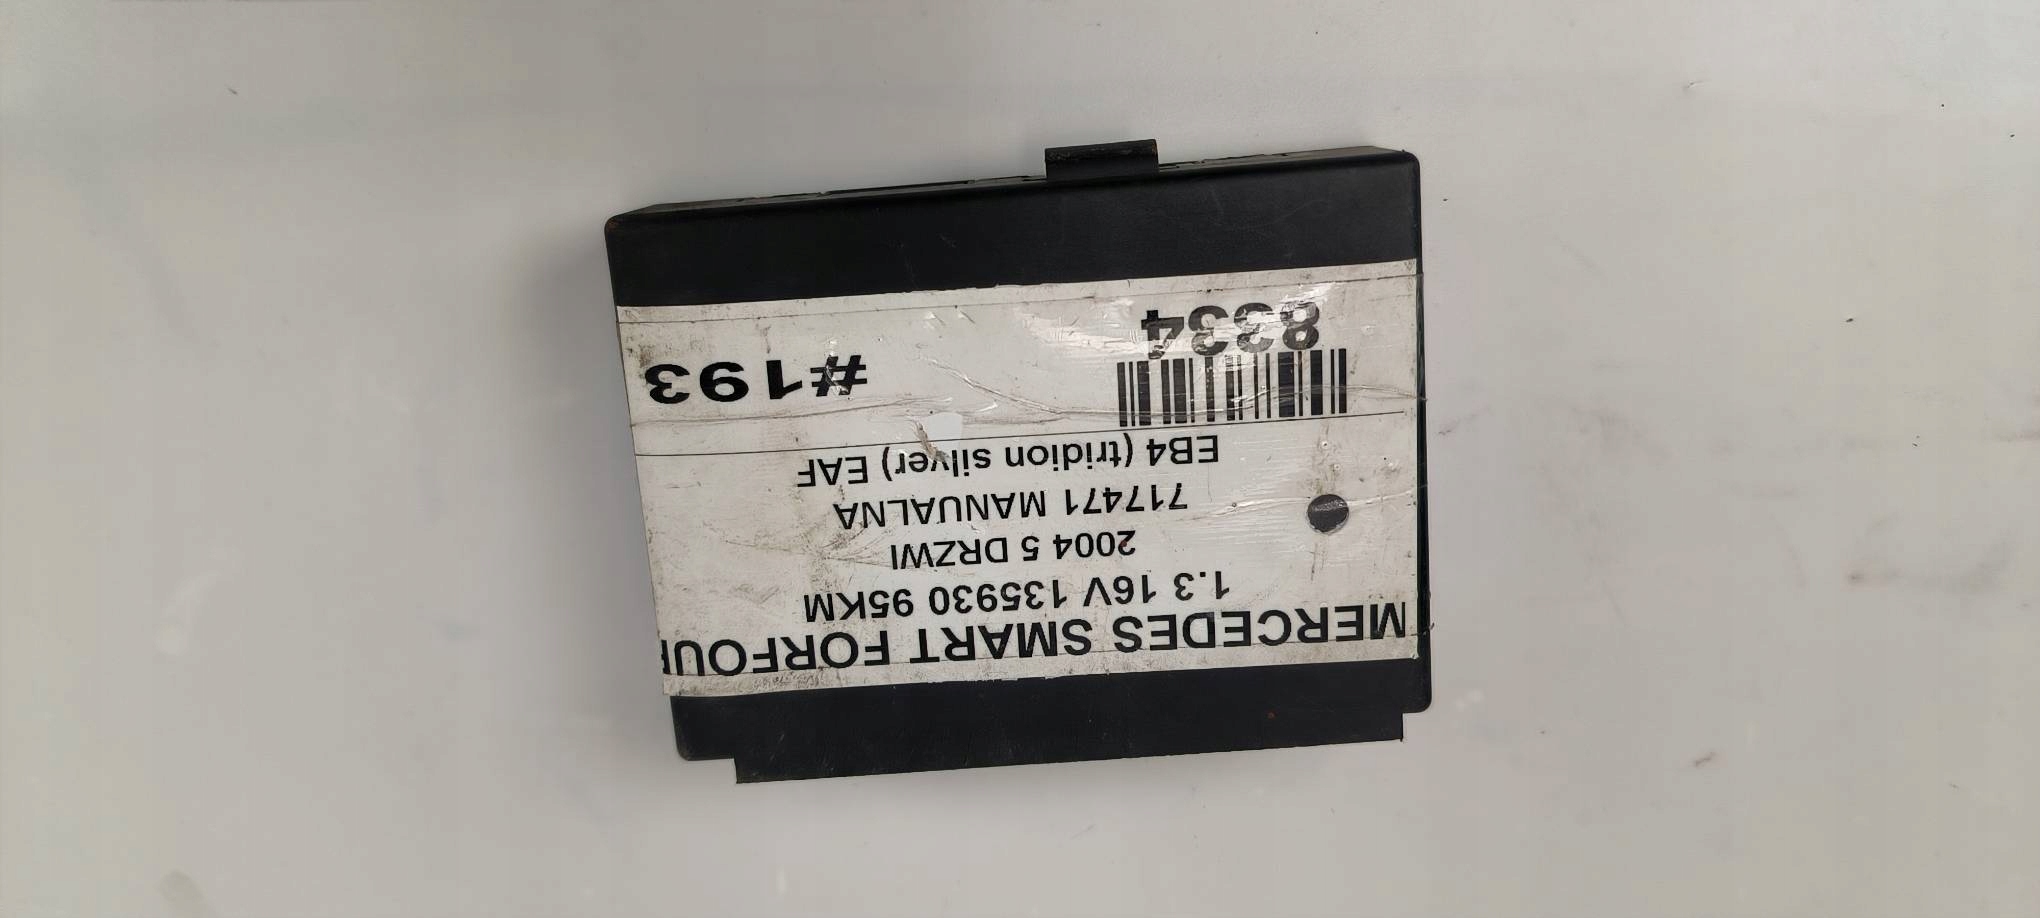 MERCEDES SMART FORFOUR
1.3 16V 135930 95KM
2004 5 DRZWI
717471 MANUALNA
EB4 (tridion silver) EAF
8334
#193